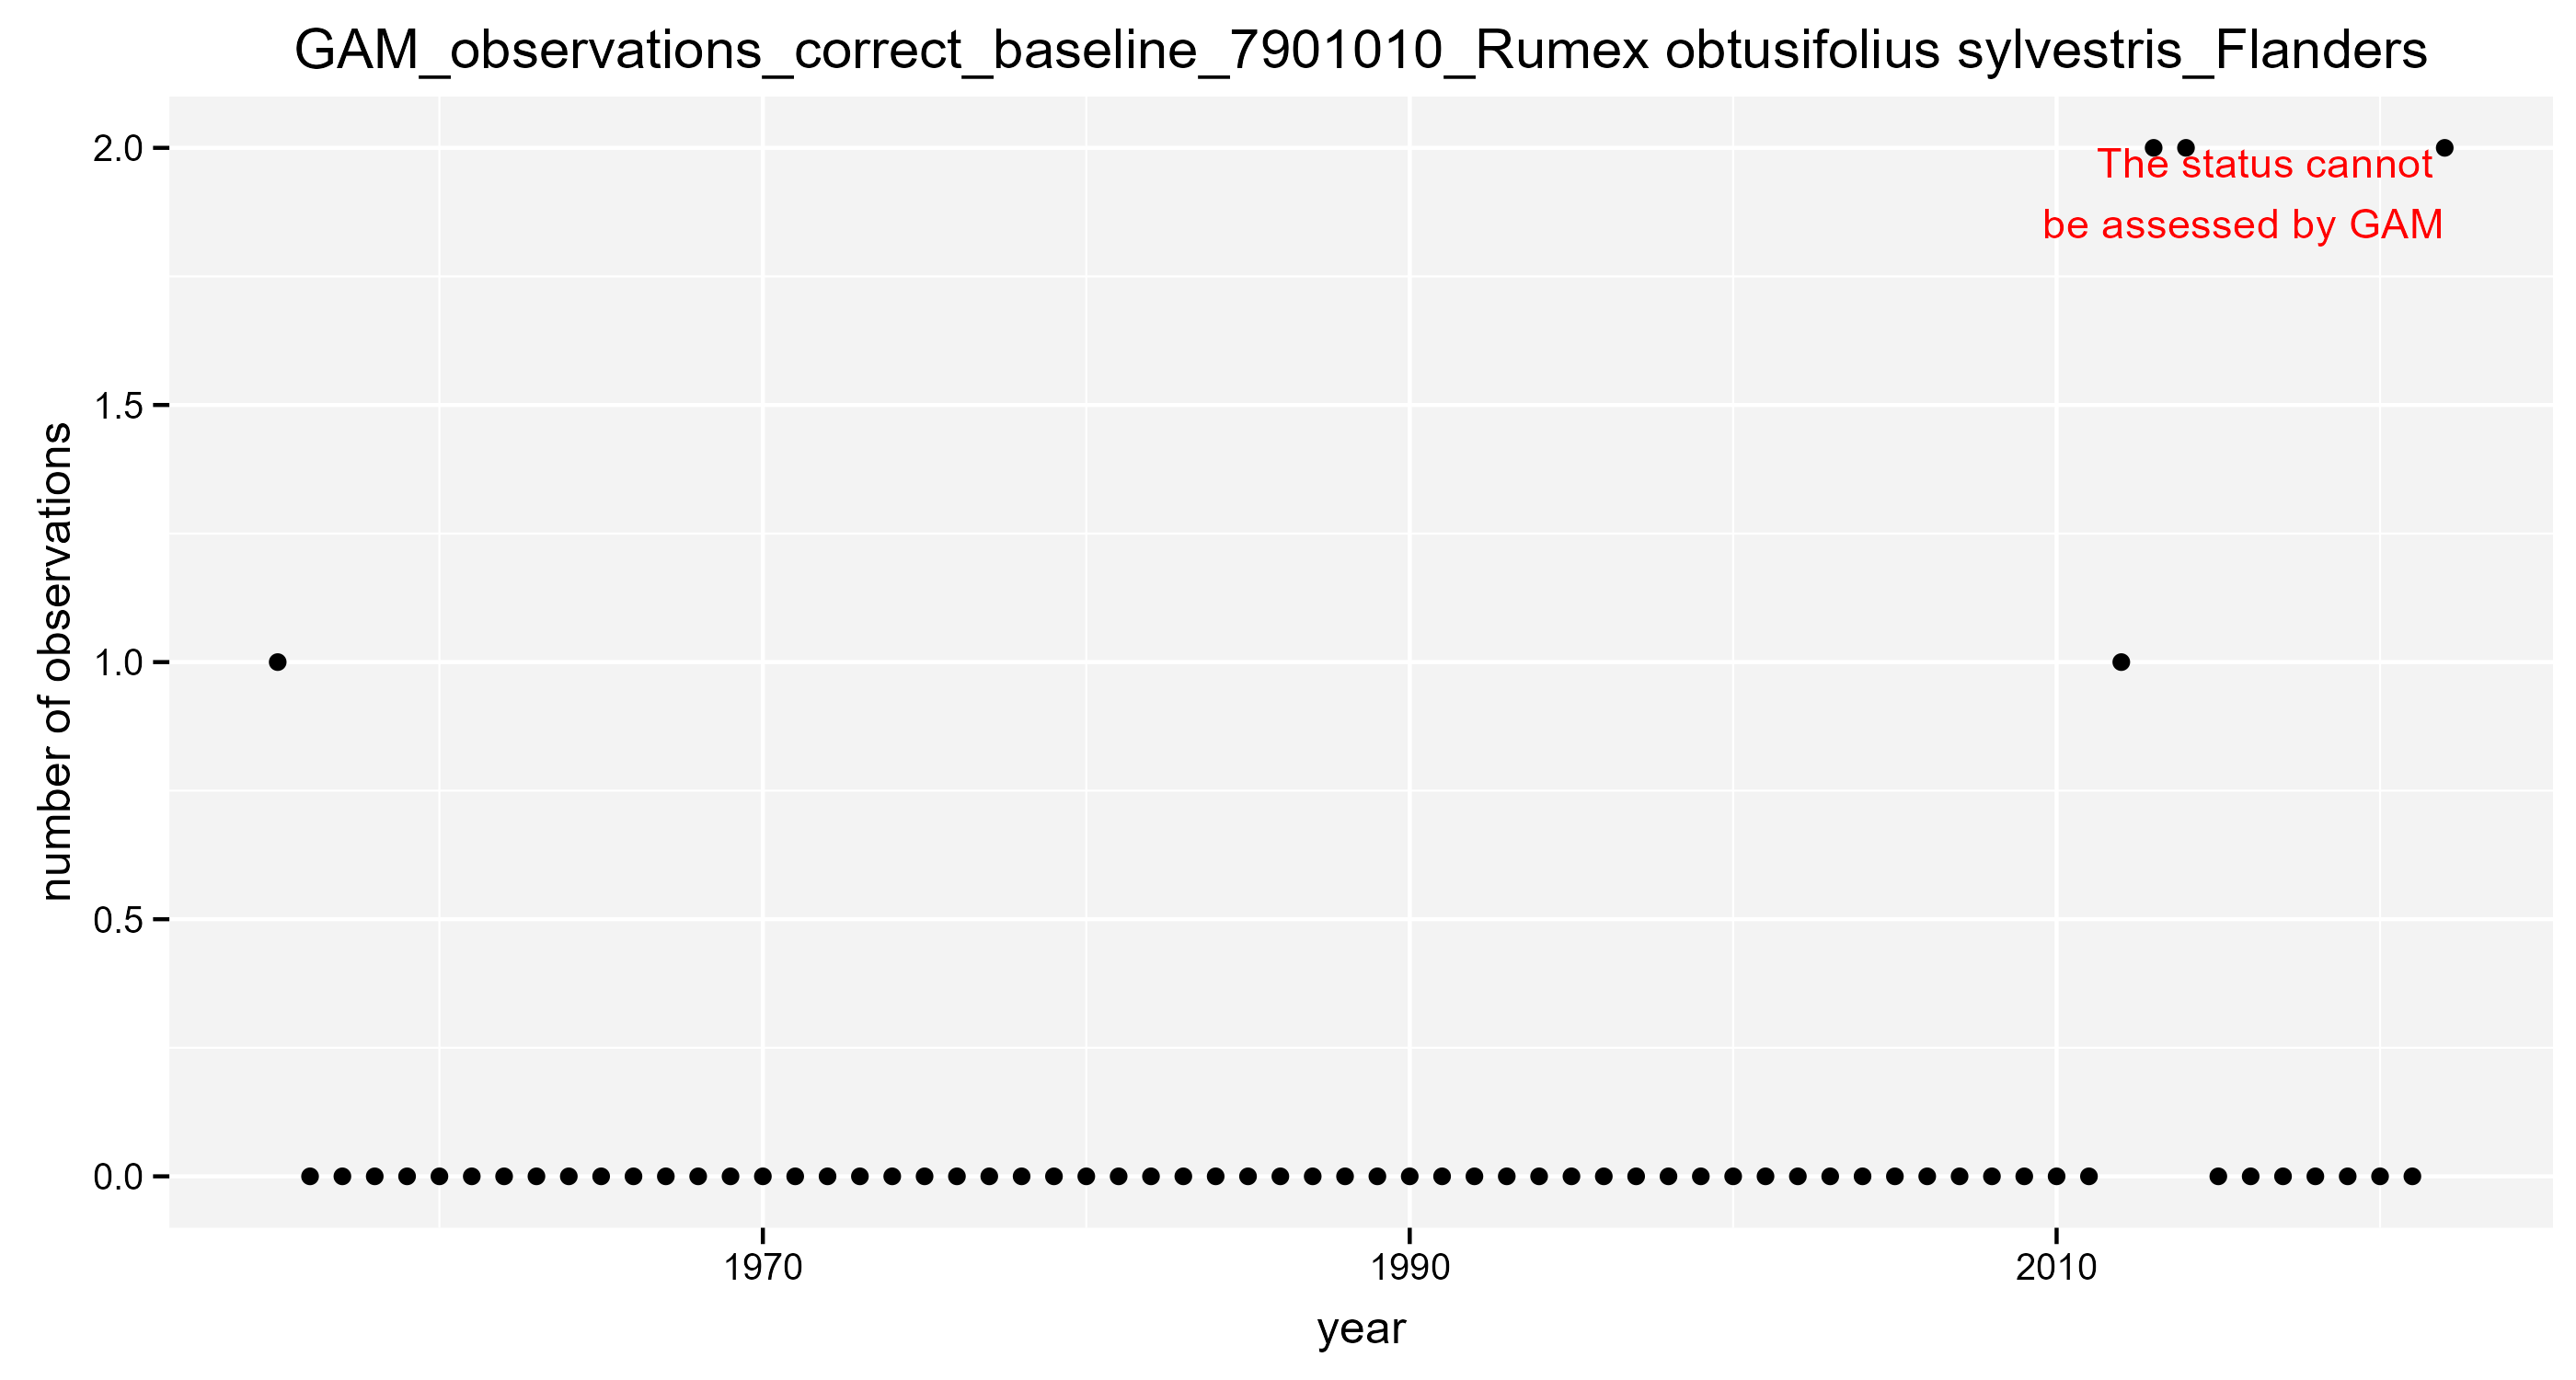 GAM_observations_correct_baseline_7901010_Rumex obtusifolius sylvestris_Flanders
2.0
The status cannot
be assessed by GAM
1.5
number of observations
1.0
0.5
0.0
1970
1990
2010
year